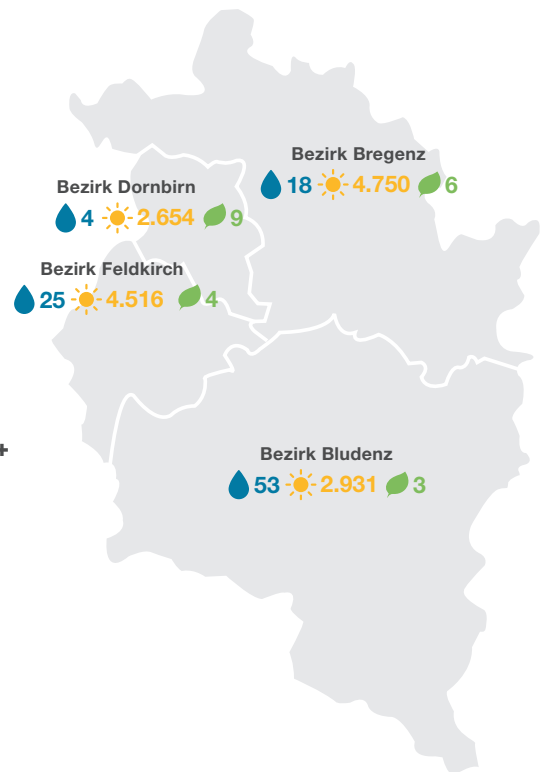 Bezirk Bregenz
18 4.750 6
Bezirk Dornbirn
4 2.654 9
Bezirk Feldkirch
25 4.516 4
+
Bezirk Bludenz
53 2.931 3